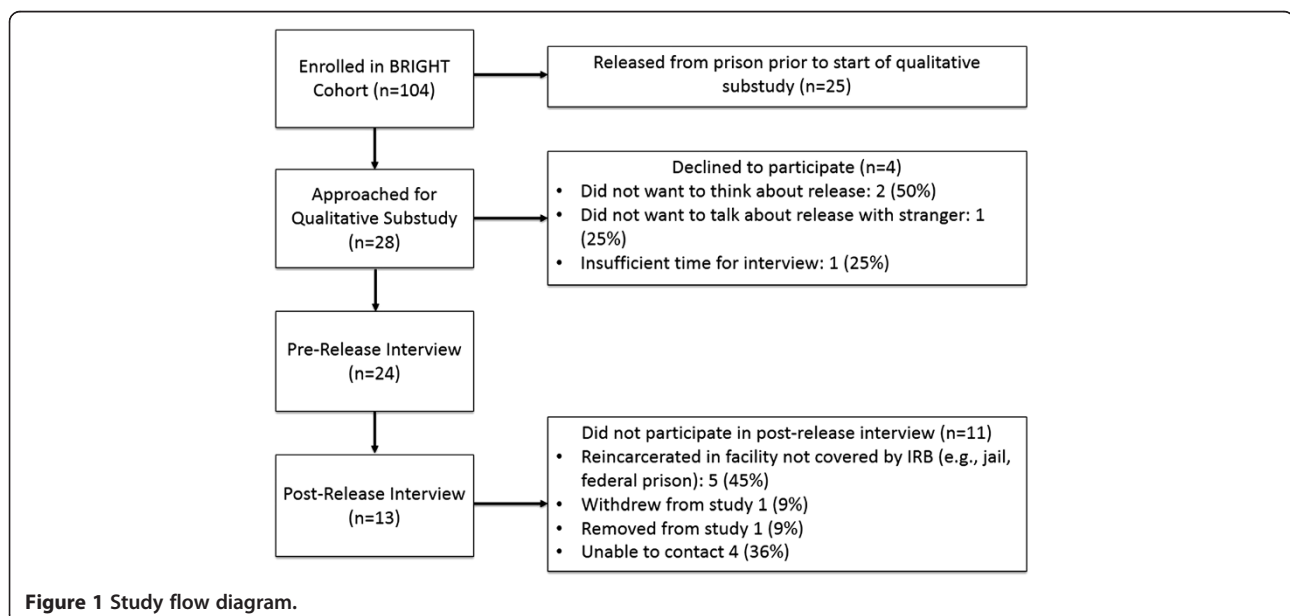 Enrolled in BRIGHT
Cohort (n=104)
Released from prison prior to start of qualitative
substudy (n=25)
Approached for
Qualitative Substudy
(n=28)
Declined to participate (n=4)
• Did not want to think about release: 2 (50%)
• Did not want to talk about release with stranger: 1
(25%)
• Insufficient time for interview: 1 (25%)
Pre-Release Interview
(n=24)
Post-Release Interview
(n=13)
Did not participate in post-release interview (n=11)
• Reincarcerated in facility not covered by IRB (e.g., jail,
federal prison): 5 (45%)
• Withdrew from study 1 (9%)
• Removed from study 1 (9%)
• Unable to contact 4 (36%)
Figure 1 Study flow diagram.